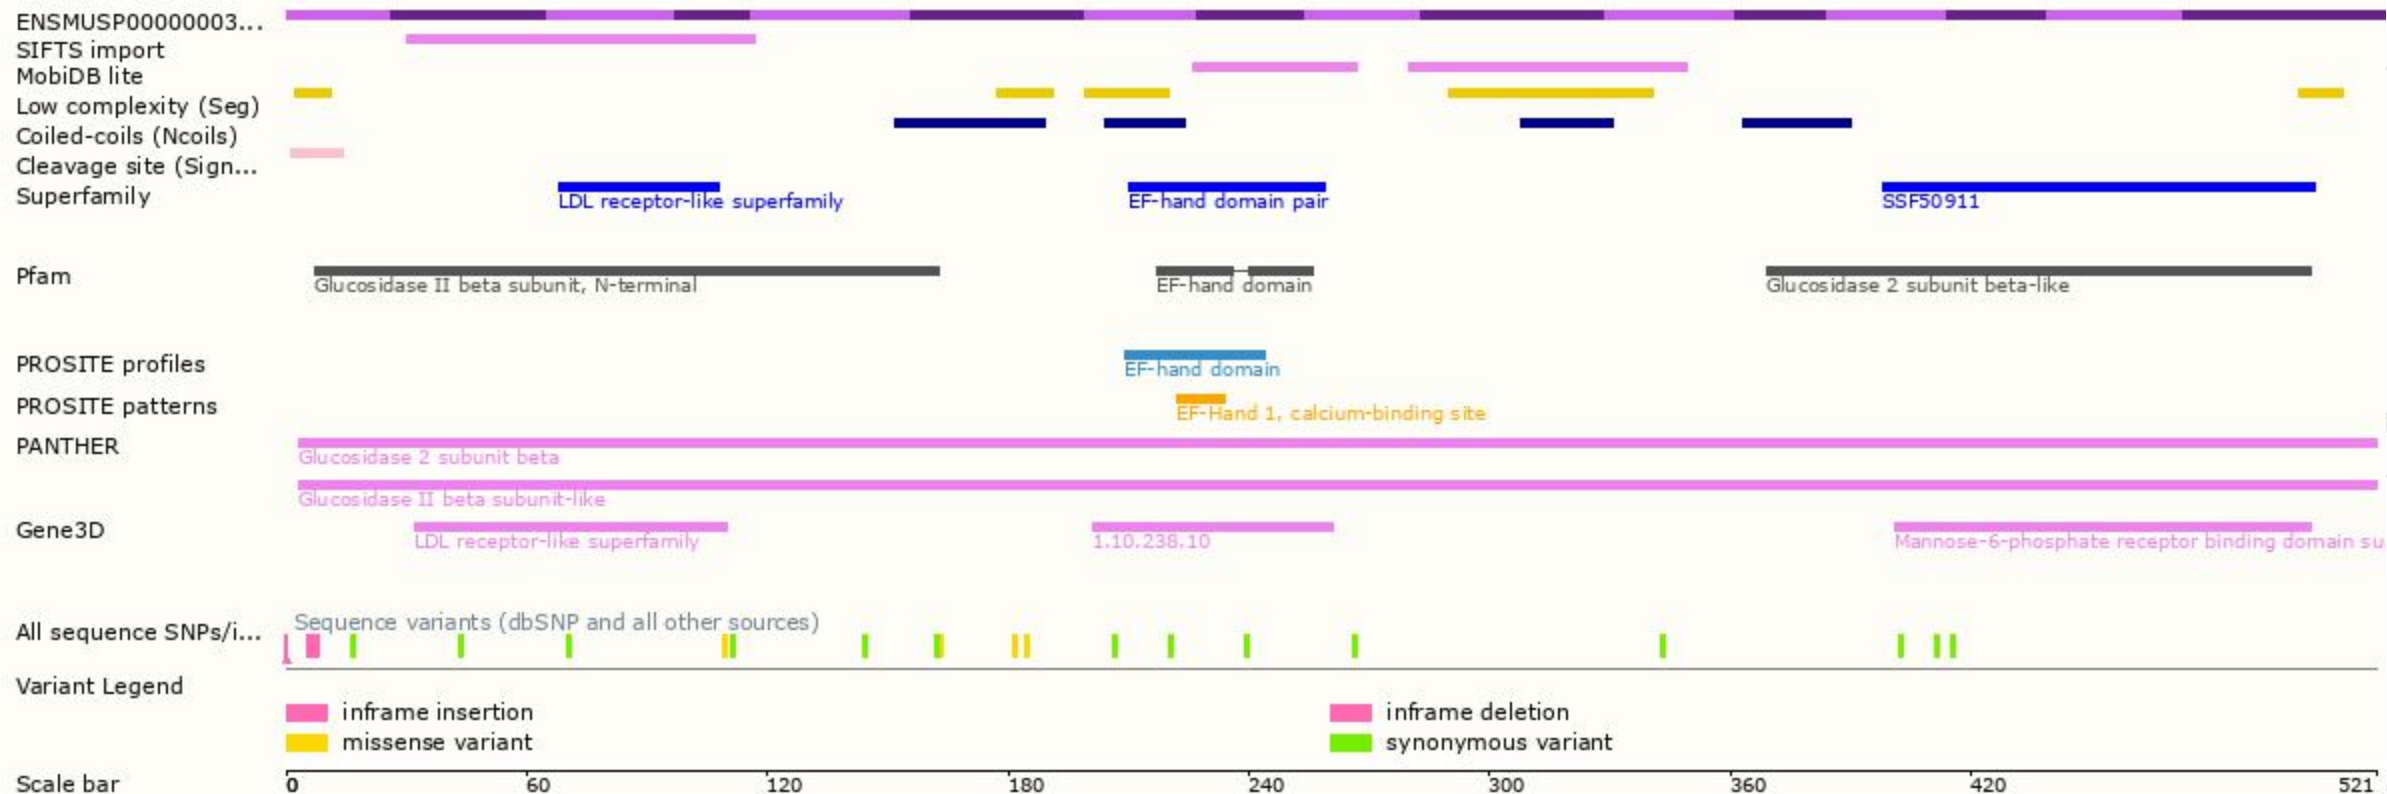 ENSMUSP00000003...
SIFTS import
MobiDB lite
Low complexity (Seg)
Coiled-coils (Ncoils)
Cleavage site (Sign...
Superfamily
LDL receptor-like superfamily
EF-hand domain pair
SSF50911
Pfam
Glucosidase II beta subunit, N-terminal
EF-hand domain
Glucosidase 2 subunit beta-like
PROSITE profiles
EF-hand domain
PROSITE patterns
EF-Hand 1, calcium-binding site
PANTHER
Glucosidase 2 subunit beta
Glucosidase II beta subunit-like
Gene3D
LDL receptor-like superfamily
1.10.238.10
Mannose-6-phosphate receptor binding domain su
All sequence SNPs/i...
Sequence variants (dbSNP and all other sources)
Variant Legend
inframe insertion
inframe deletion
missense variant
synonymous variant
Scale bar
0 60 120 180 240 300 360 420 521